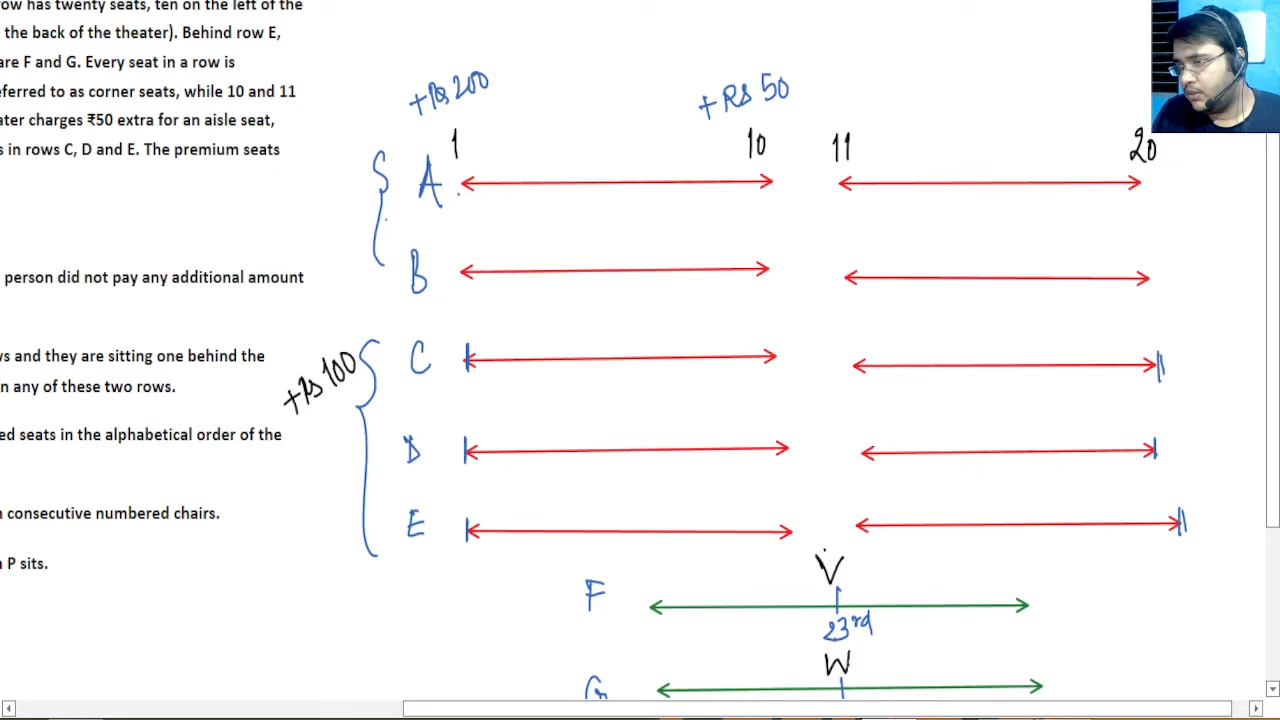 row has twenty seats, ten on the left of the
the back of the theater). Behind row E,
are F and G. Every seat in a row is
eferred to as corner seats, while 10 and 11
ater charges ₹50 extra for an aisle seat,
s in rows C, D and E. The premium seats
person did not pay any additional amount
ws and they are sitting one behind the
n any of these two rows.
ed seats in the alphabetical order of the
n consecutive numbered chairs.
n P sits.
+Rs 200
+Rs 50
1 10 11 20
A
B
+Rs 100
C
D
E
V
F
23rd
W
G